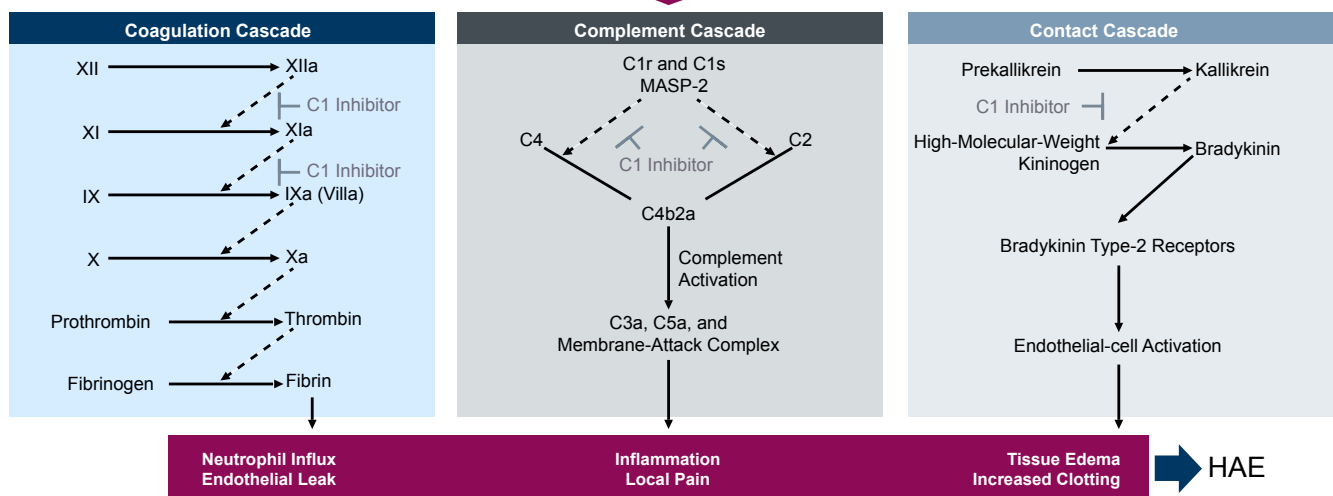 Coagulation Cascade
XII
XIIa
C1 Inhibitor
XI
XIa
C1 Inhibitor
IX
IXa (Villa)
X
Xa
Prothrombin
Thrombin
Fibrinogen
Fibrin
Complement Cascade
C1r and C1s
MASP-2
C4
C2
C1 Inhibitor
C4b2a
Complement
Activation
C3a, C5a, and
Membrane-Attack Complex
Contact Cascade
Prekallikrein
Kallikrein
C1 Inhibitor
High-Molecular-Weight
Kininogen
Bradykinin
Bradykinin Type-2 Receptors
Endothelial-cell Activation
Neutrophil Influx
Endothelial Leak
Inflammation
Local Pain
Tissue Edema
Increased Clotting
HAE